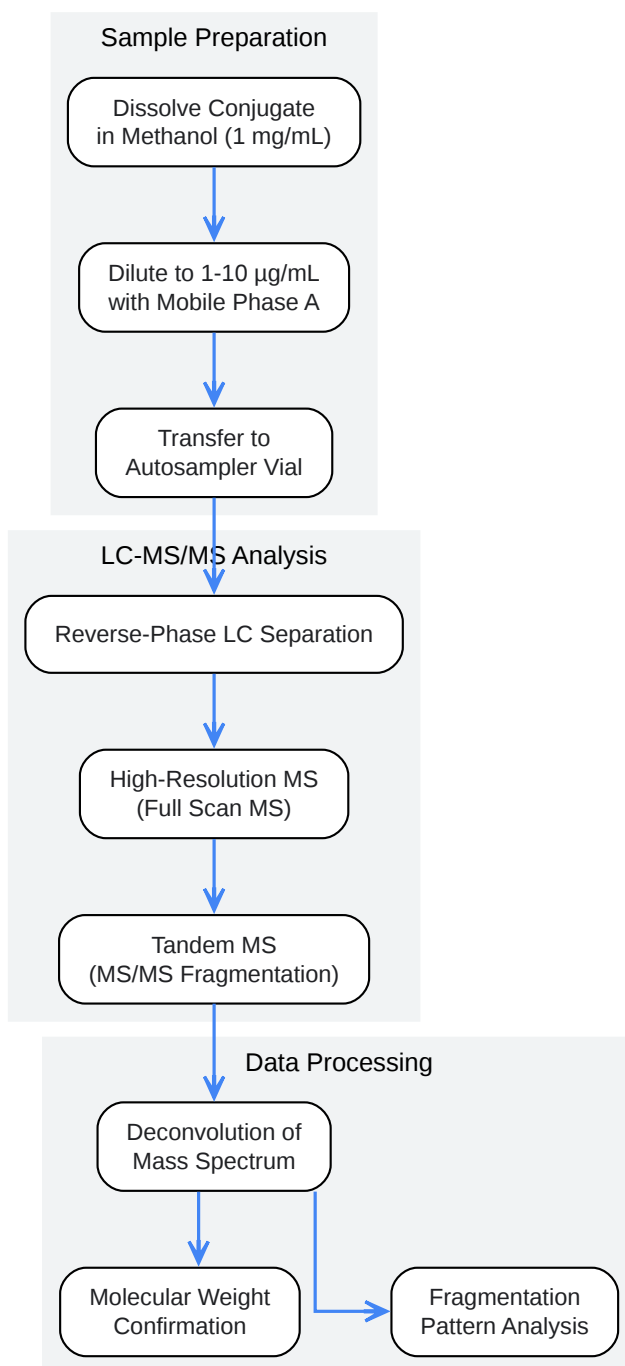 Sample Preparation
Dissolve Conjugate
in Methanol (1 mg/mL)
Dilute to 1-10 µg/mL
with Mobile Phase A
Transfer to
Autosampler Vial
LC-MS/MS Analysis
Reverse-Phase LC Separation
High-Resolution MS
(Full Scan MS)
Tandem MS
(MS/MS Fragmentation)
Data Processing
Deconvolution of
Mass Spectrum
Molecular Weight
Confirmation
Fragmentation
Pattern Analysis